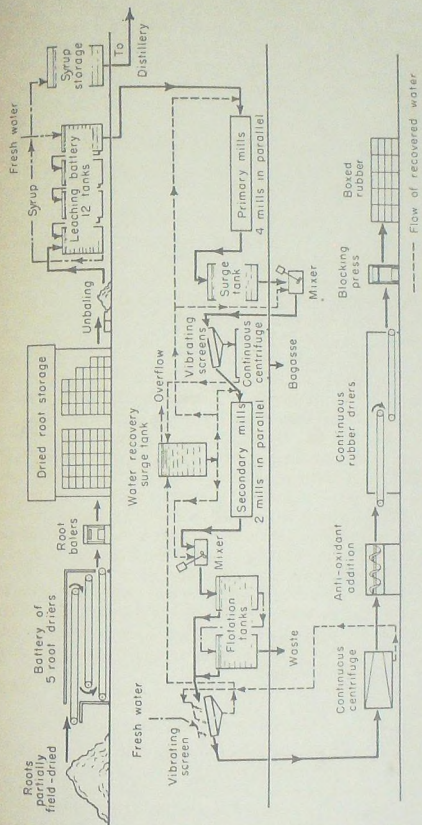 Roots
partially
field-dried
Battery of
5 root driers
Root
balers
Dried root storage
Unbaling
Leaching battery
12 tanks
Syrup
Fresh water
Syrup
storage
To
Distillery
Fresh water
Vibrating
screen
Flotation
tanks
Waste
Mixer
Water recovery
surge tank
Overflow
Secondary mills
2 mills in parallel
Vibrating
screens
Continuous
centrifuge
Bagasse
Surge
tank
Mixer
Primary mills
4 mills in parallel
Continuous
centrifuge
Anti-oxidant
addition
Continuous
rubber driers
Blocking
press
Boxed
rubber
Flow of recovered water